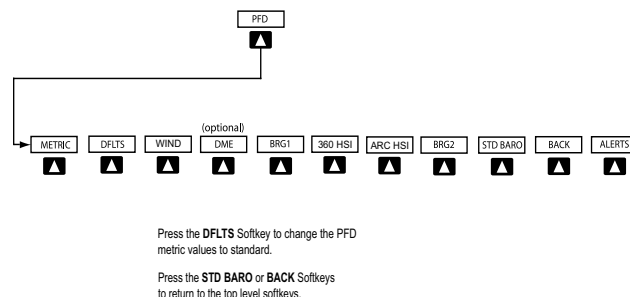 PFD
(optional)
METRIC DFLTS WIND DME BRG1 360 HSI ARC HSI BRG2 STD BARO BACK ALERTS
Press the DFLTS Softkey to change the PFD
metric values to standard.
Press the STD BARO or BACK Softkeys
to return to the top level softkeys.